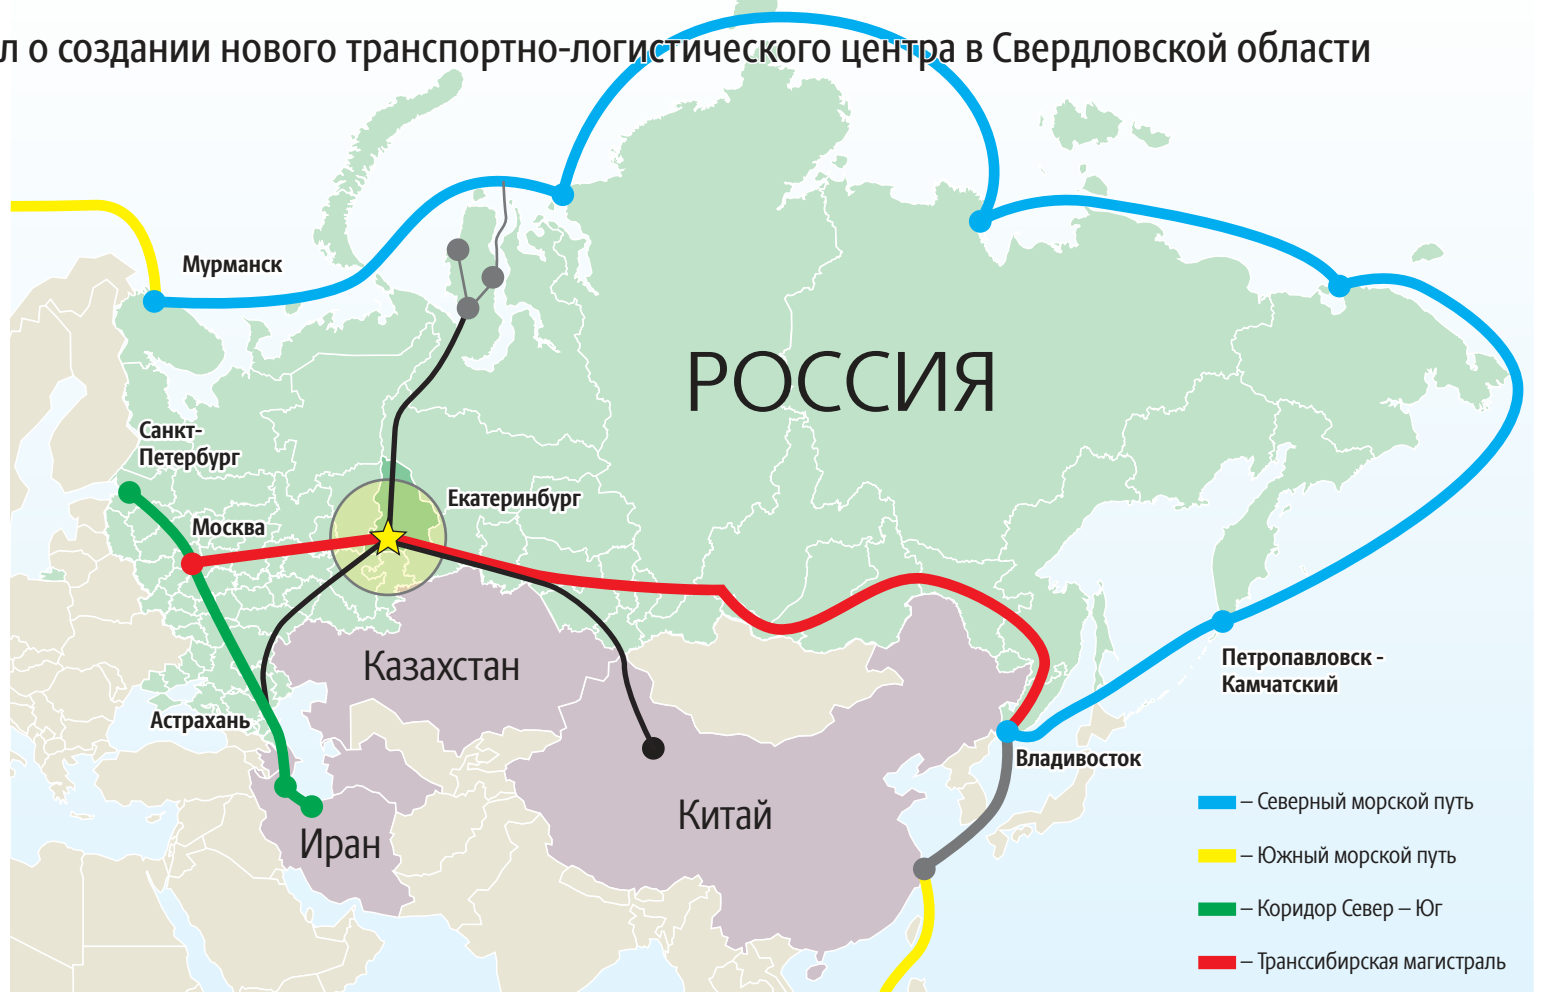 л о создании нового транспортно-логистического центра в Свердловской области
Мурманск
РОССИЯ
Санкт-
Петербург
Екатеринбург
Москва
Казахстан
Петропавловск -
Камчатский
Астрахань
Владивосток
Китай
Иран
– Северный морской путь
– Южный морской путь
– Коридор Север – Юг
– Транссибирская магистраль